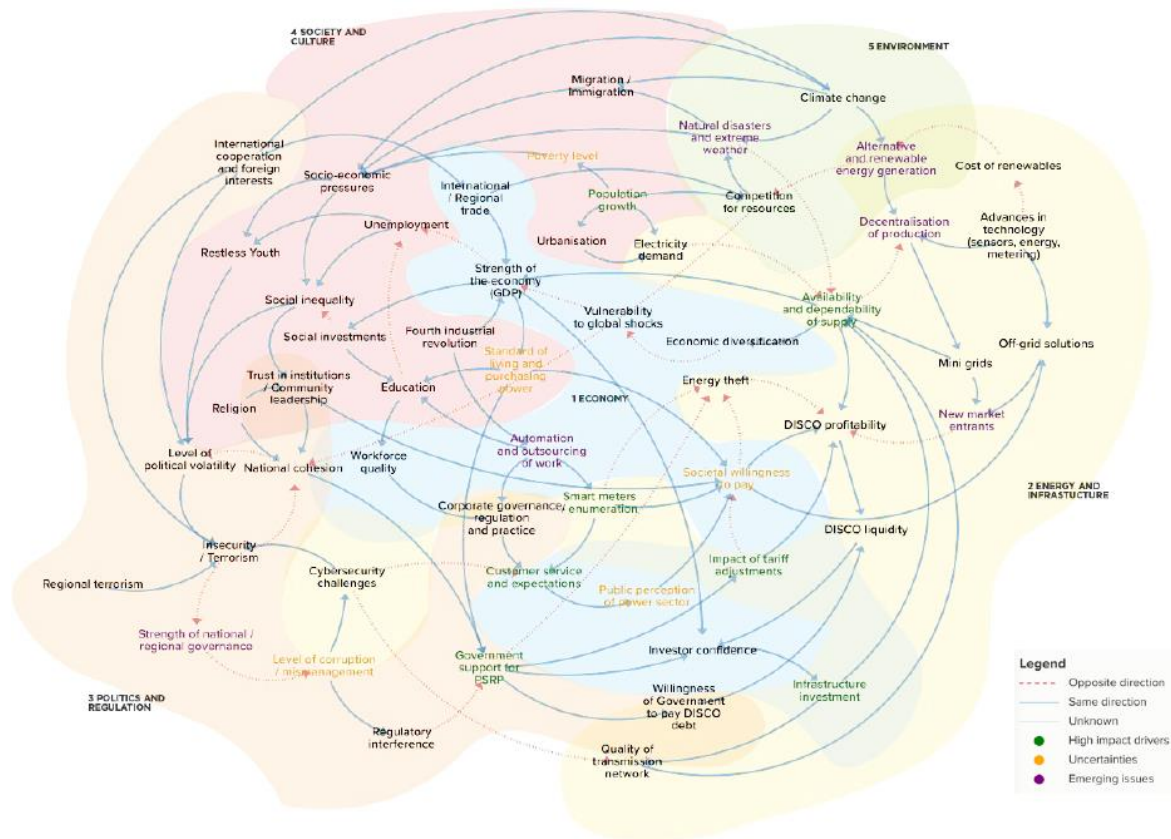 4 SOCIETY AND
CULTURE
5 ENVIRONMENT
Migration /
Immigration
Climate change
Natural disasters
and extreme
weather
Alternative
and renewable
energy generation
Cost of renewables
International
cooperation
and foreign
interests
Socio-economic
pressures
Poverty level
International
/ Regional
trade
Population
growth
Competition
for resources
Decentralisation
of production
Advances in
technology
(sensors, energy,
metering)
Unemployment
Urbanisation
Electricity
demand
Restless Youth
Strength of
the economy
(GDP)
Social inequality
Availability
and dependability
of supply
Vulnerability
to global shocks
Social investments
Fourth industrial
revolution
Economic diversification
Off-grid solutions
Standard of
living and
purchasing
power
Mini grids
Trust in institutions
/ Community
leadership
Education
Energy theft
Religion
1 ECONOMY
New market
entrants
DISCO profitability
Level of
political volatility
National cohesion
Workforce
quality
Automation
and outsourcing
of work
Societal willingness
to pay
2 ENERGY AND
INFRASTUCTURE
Smart meters
enumeration
Corporate governance,
regulation
and practice
DISCO liquidity
Insecurity
/ Terrorism
Regional terrorism
Cybersecurity
challenges
Customer service
and expectations
Impact of tariff
adjustments
Public perception
of power sector
Strength of national /
regional governance
Level of corruption
/ mismanagement
Government
support for
PSRP
Investor confidence
Infrastructure
investment
3 POLITICS AND
REGULATION
Willingness
of Government
to pay DISCO
debt
Regulatory
interference
Quality of
transmission
network
Legend
Opposite direction
Same direction
Unknown
High impact drivers
Uncertainties
Emerging issues